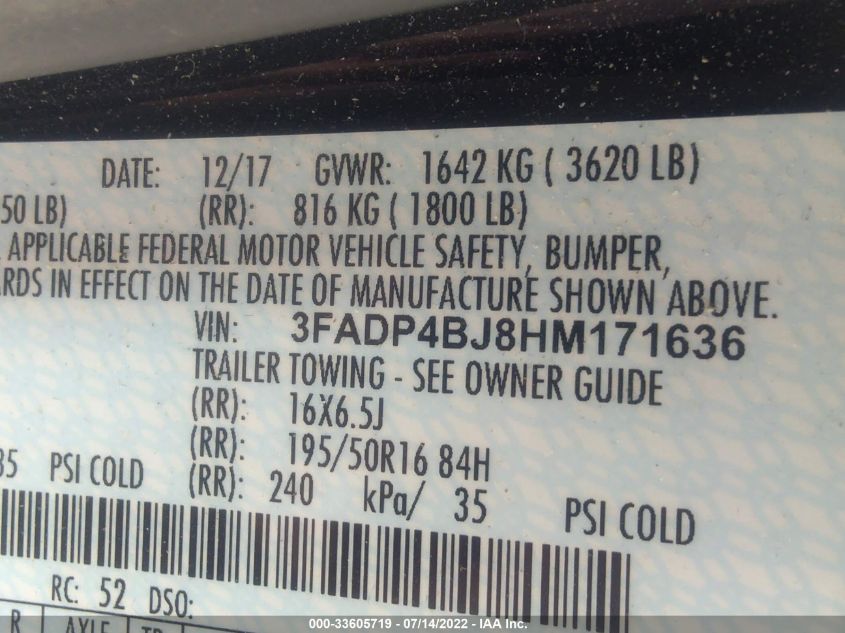 DATE: 12/17 GVWR: 1642 KG ( 3620 LB)
50 LB) (RR): 816 KG ( 1800 LB)
APPLICABLE FEDERAL MOTOR VEHICLE SAFETY, BUMPER,
RDS IN EFFECT ON THE DATE OF MANUFACTURE SHOWN ABOVE.
VIN: 3FADP4BJ8HM171636
TRAILER TOWING - SEE OWNER GUIDE
(RR): 16X6.5J
(RR): 195/50R16 84H
35 PSI COLD (RR): 240 kPa/ 35 PSI COLD
RC: 52 DSO:
R AXLE TR
000-33605719 - 07/14/2022 - IAA Inc.